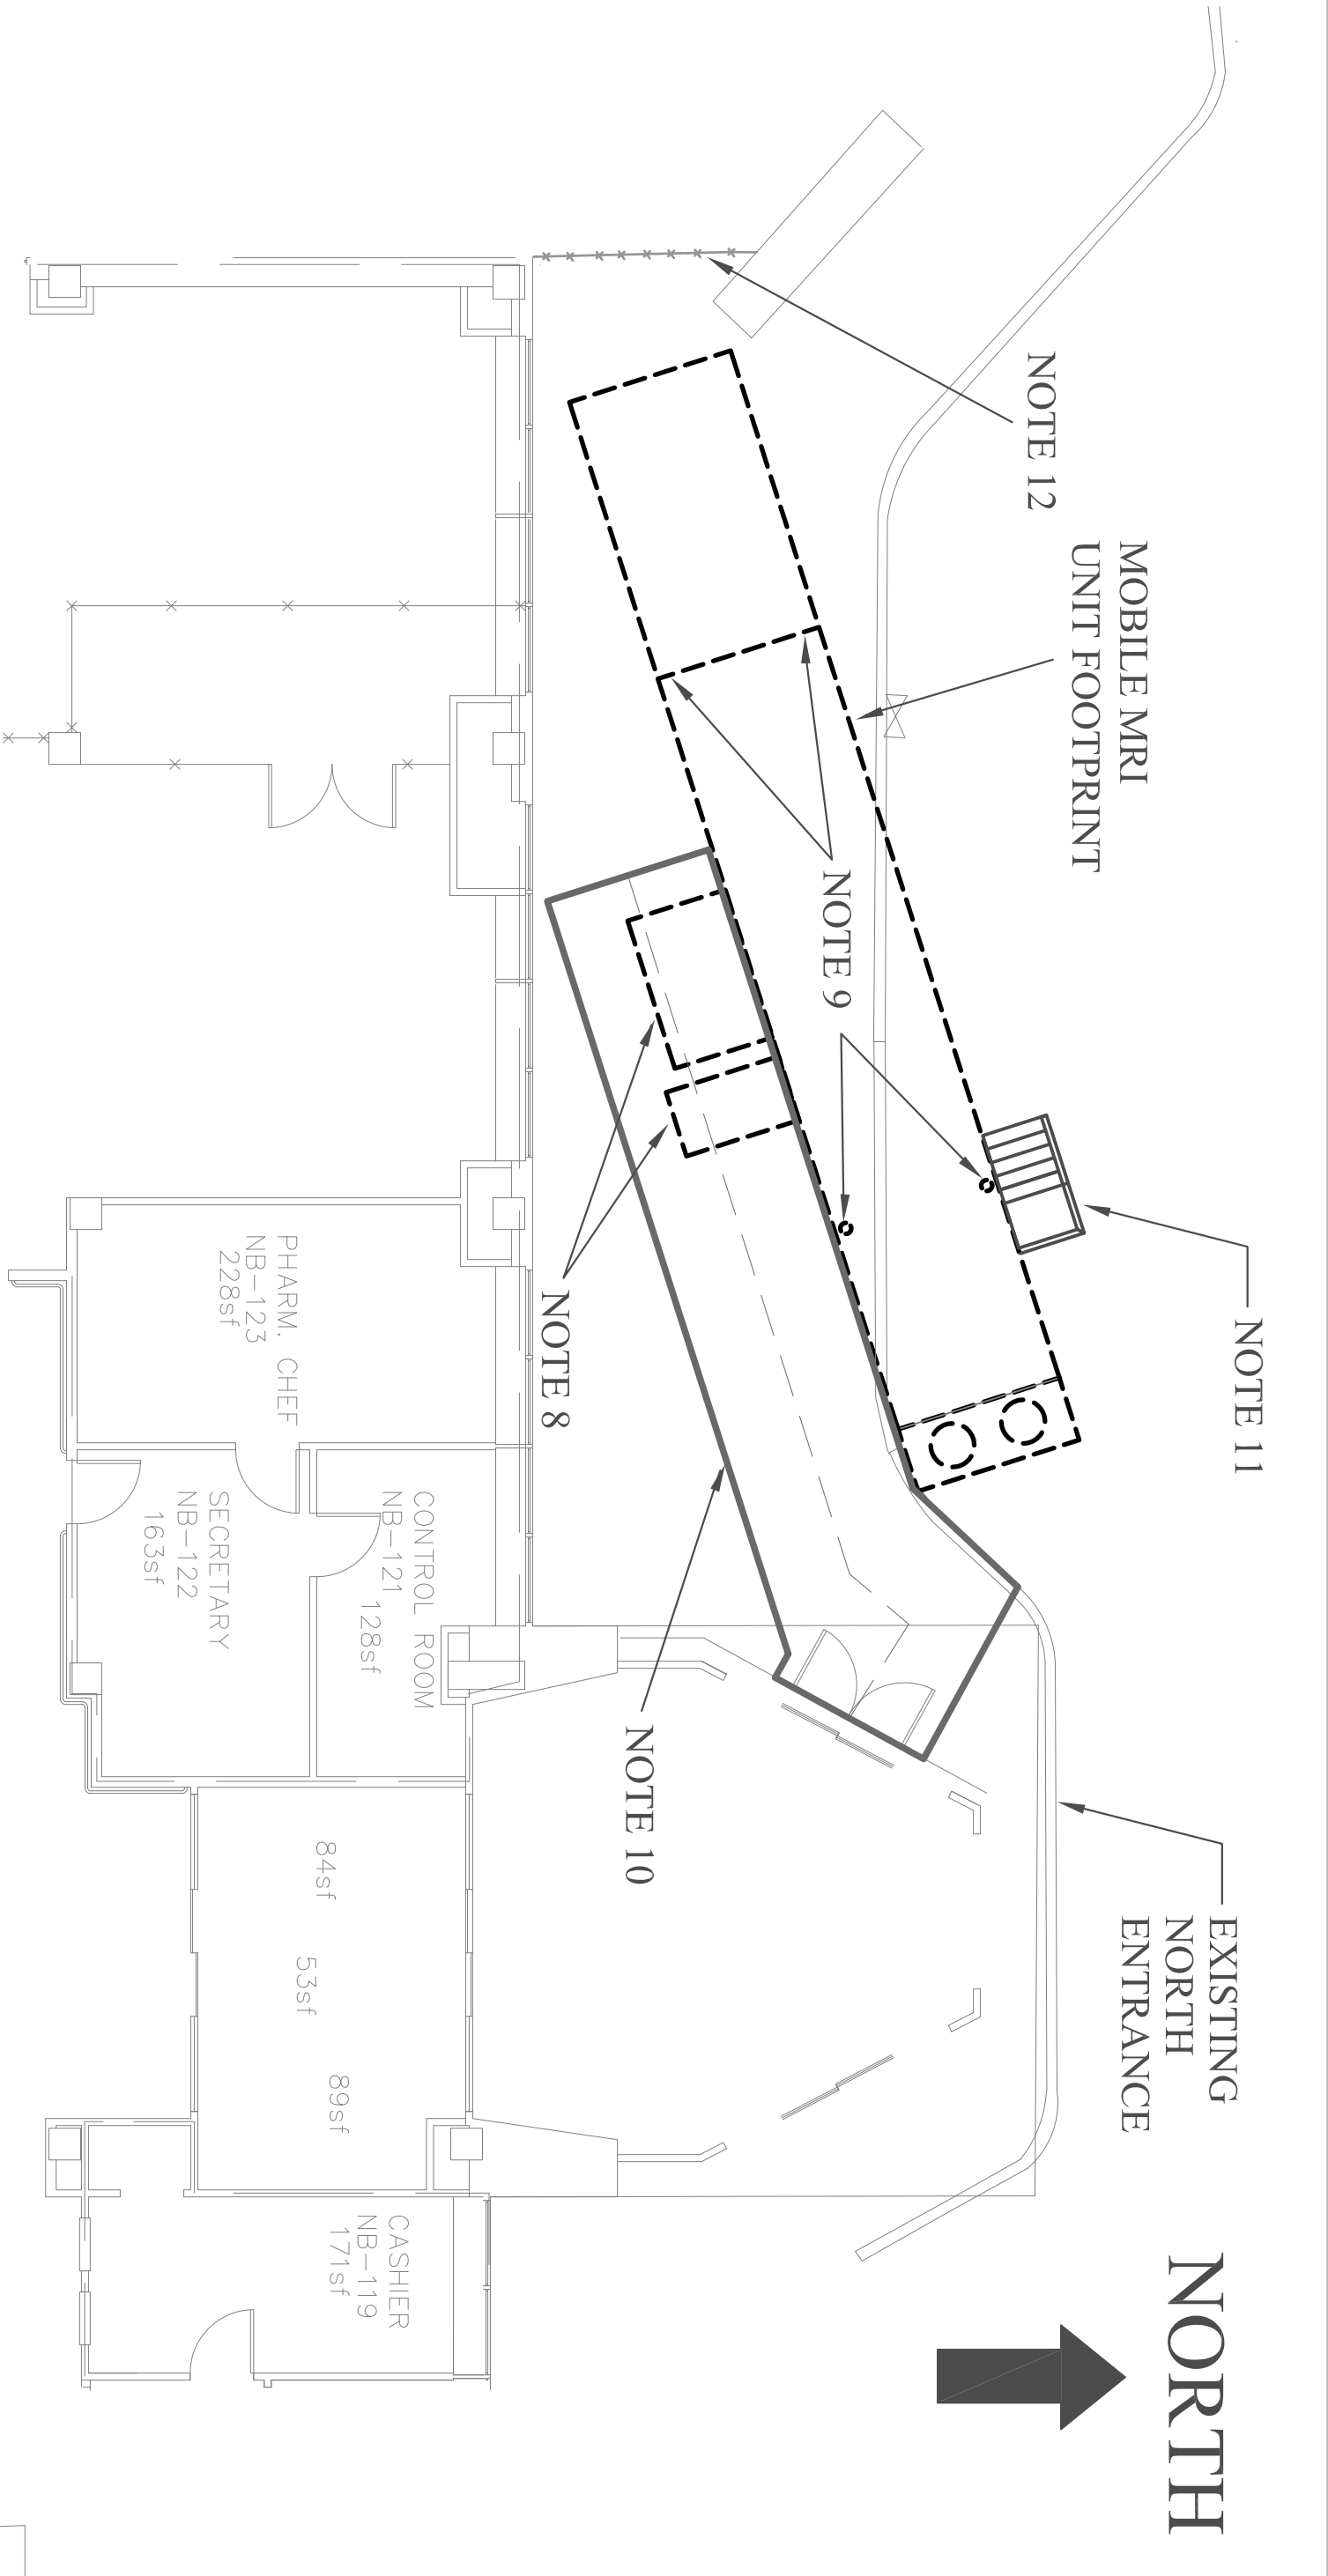 NORTH
NOTE 12
MOBILE MRI
UNIT FOOTPRINT
NOTE 9
NOTE 11
EXISTING
NORTH
ENTRANCE
NOTE 8
NOTE 10
PHARM. CHEF
NB-123
228sf
CONTROL ROOM
NB-121 128sf
SECRETARY
NB-122
163sf
84sf
53sf
89sf
CASHIER
NB-119
171sf